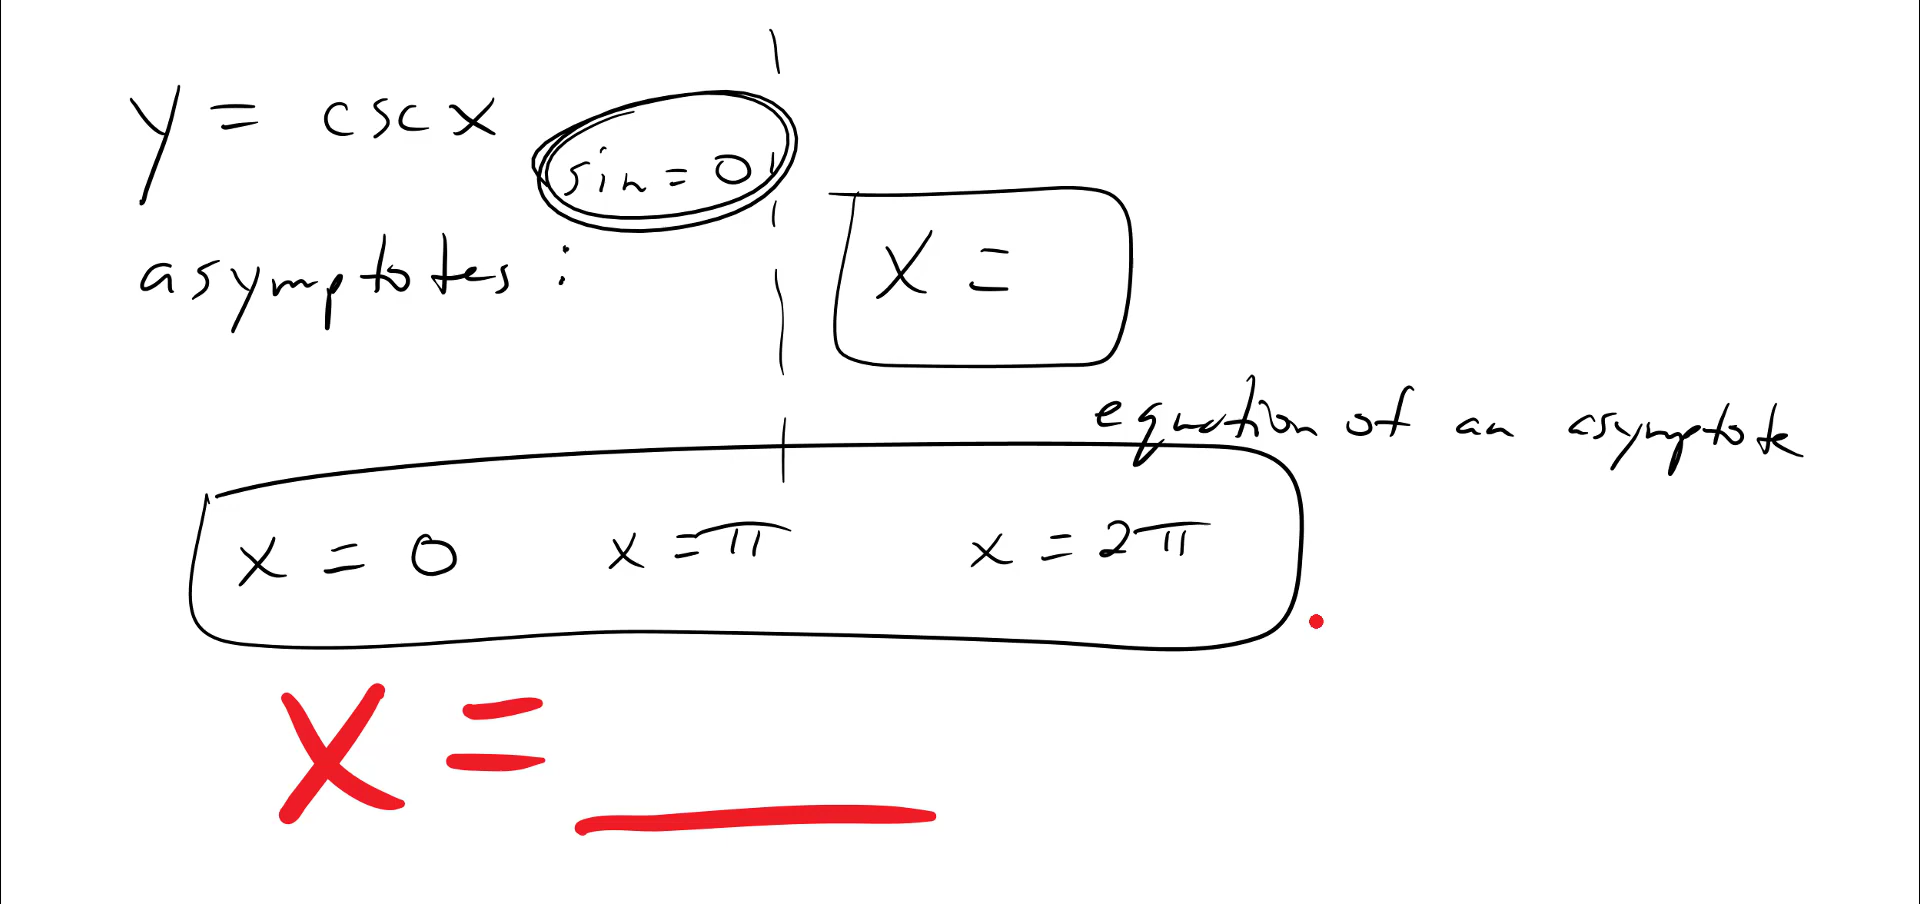 y = csc x
sin = 0
asymptotes :
x =
equation of an asymptote
x = 0 x = π x = 2π
x = ____